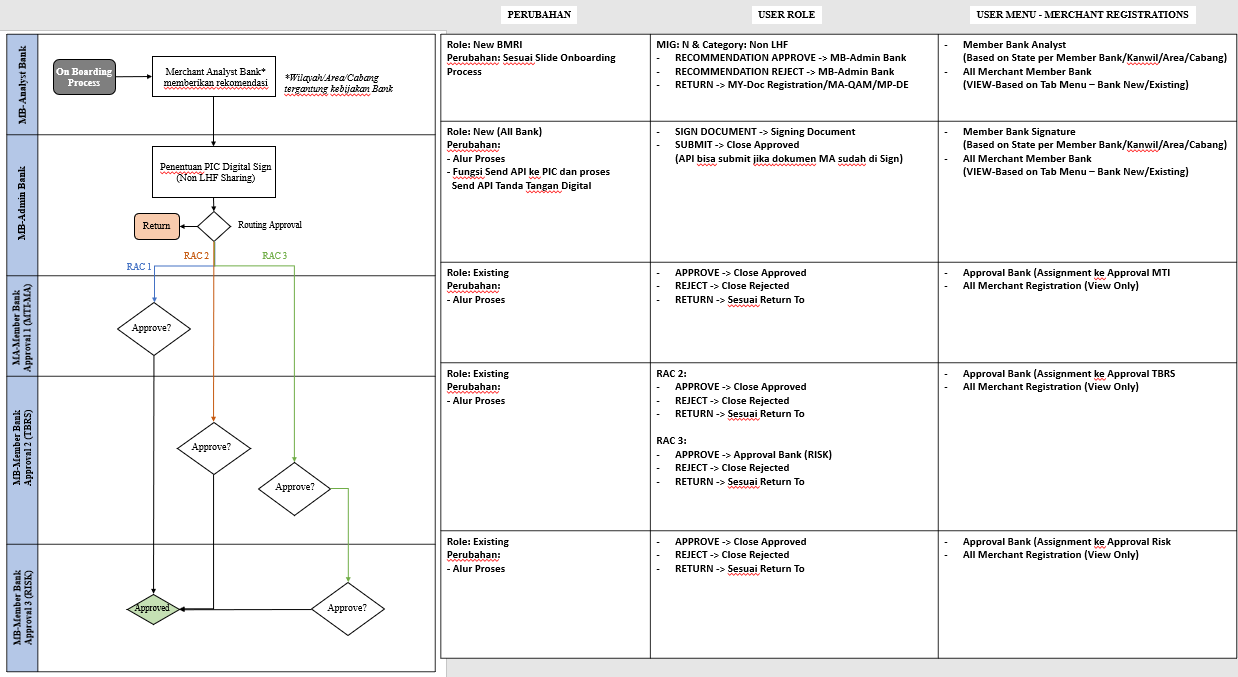 PERUBAHAN
USER ROLE
USER MENU - MERCHANT REGISTRATIONS
MB-Analyst Bank
On Boarding
Process
Merchant Analyst Bank*
memberikan rekomendasi
*Wilayah/Area/Cabang
tergantung kebijakan Bank
Role: New BMRI
Perubahan: Sesuai Slide Onboarding
Process
MIG: N & Category: Non LHF
- RECOMMENDATION APPROVE -> MB-Admin Bank
- RECOMMENDATION REJECT -> MB-Admin Bank
- RETURN -> MY-Doc Registration/MA-QAM/MP-DE
- Member Bank Analyst
(Based on State per Member Bank/Kanwil/Area/Cabang)
- All Merchant Member Bank
(VIEW-Based on Tab Menu – Bank New/Existing)
MB-Admin Bank
Penentuan PIC Digital Sign
(Non LHF Sharing)
Return
Routing Approval
RAC 1
RAC 2
RAC 3
Role: New (All Bank)
Perubahan:
- Alur Proses
- Fungsi Send API ke PIC dan proses
Send API Tanda Tangan Digital
- SIGN DOCUMENT -> Signing Document
- SUBMIT -> Close Approved
(API bisa submit jika dokumen MA sudah di Sign)
- Member Bank Signature
(Based on State per Member Bank/Kanwil/Area/Cabang)
- All Merchant Member Bank
(VIEW-Based on Tab Menu – Bank New/Existing)
MA-Member Bank
Approval 1 (MTI-MA)
Approve?
Role: Existing
Perubahan:
- Alur Proses
- APPROVE -> Close Approved
- REJECT -> Close Rejected
- RETURN -> Sesuai Return To
- Approval Bank (Assignment ke Approval MTI
- All Merchant Registration (View Only)
MB-Member Bank
Approval 2 (TBRS)
Approve?
Approve?
Role: Existing
Perubahan:
- Alur Proses
RAC 2:
- APPROVE -> Close Approved
- REJECT -> Close Rejected
- RETURN -> Sesuai Return To
RAC 3:
- APPROVE -> Approval Bank (RISK)
- REJECT -> Close Rejected
- RETURN -> Sesuai Return To
- Approval Bank (Assignment ke Approval TBRS
- All Merchant Registration (View Only)
MB-Member Bank
Approval 3 (RISK)
Approved
Approve?
Role: Existing
Perubahan:
- Alur Proses
- APPROVE -> Close Approved
- REJECT -> Close Rejected
- RETURN -> Sesuai Return To
- Approval Bank (Assignment ke Approval Risk
- All Merchant Registration (View Only)